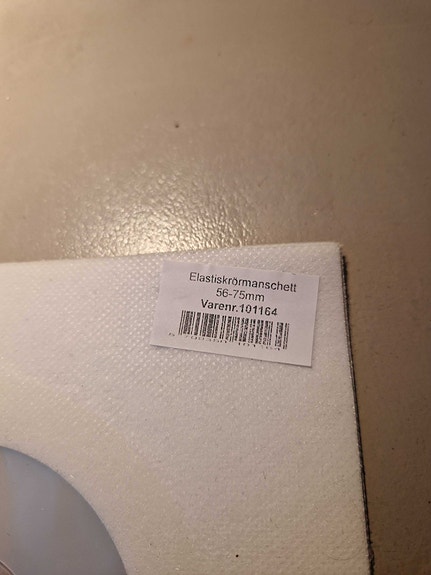 Elastiskrörmanschett
56-75mm
Varenr.101164